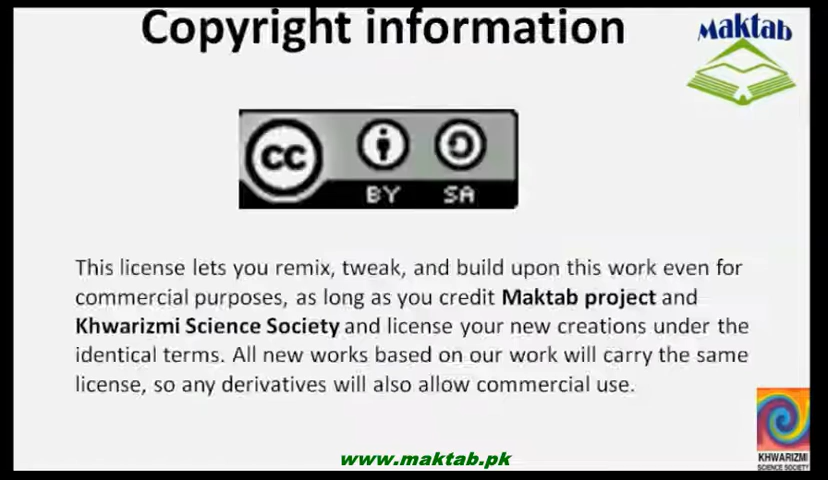 Copyright information
Maktab
CC
BY SA
This license lets you remix, tweak, and build upon this work even for
commercial purposes, as long as you credit Maktab project and
Khwarizmi Science Society and license your new creations under the
identical terms. All new works based on our work will carry the same
license, so any derivatives will also allow commercial use.
KHWARIZMI
SCIENCE SOCIETY
www.maktab.pk